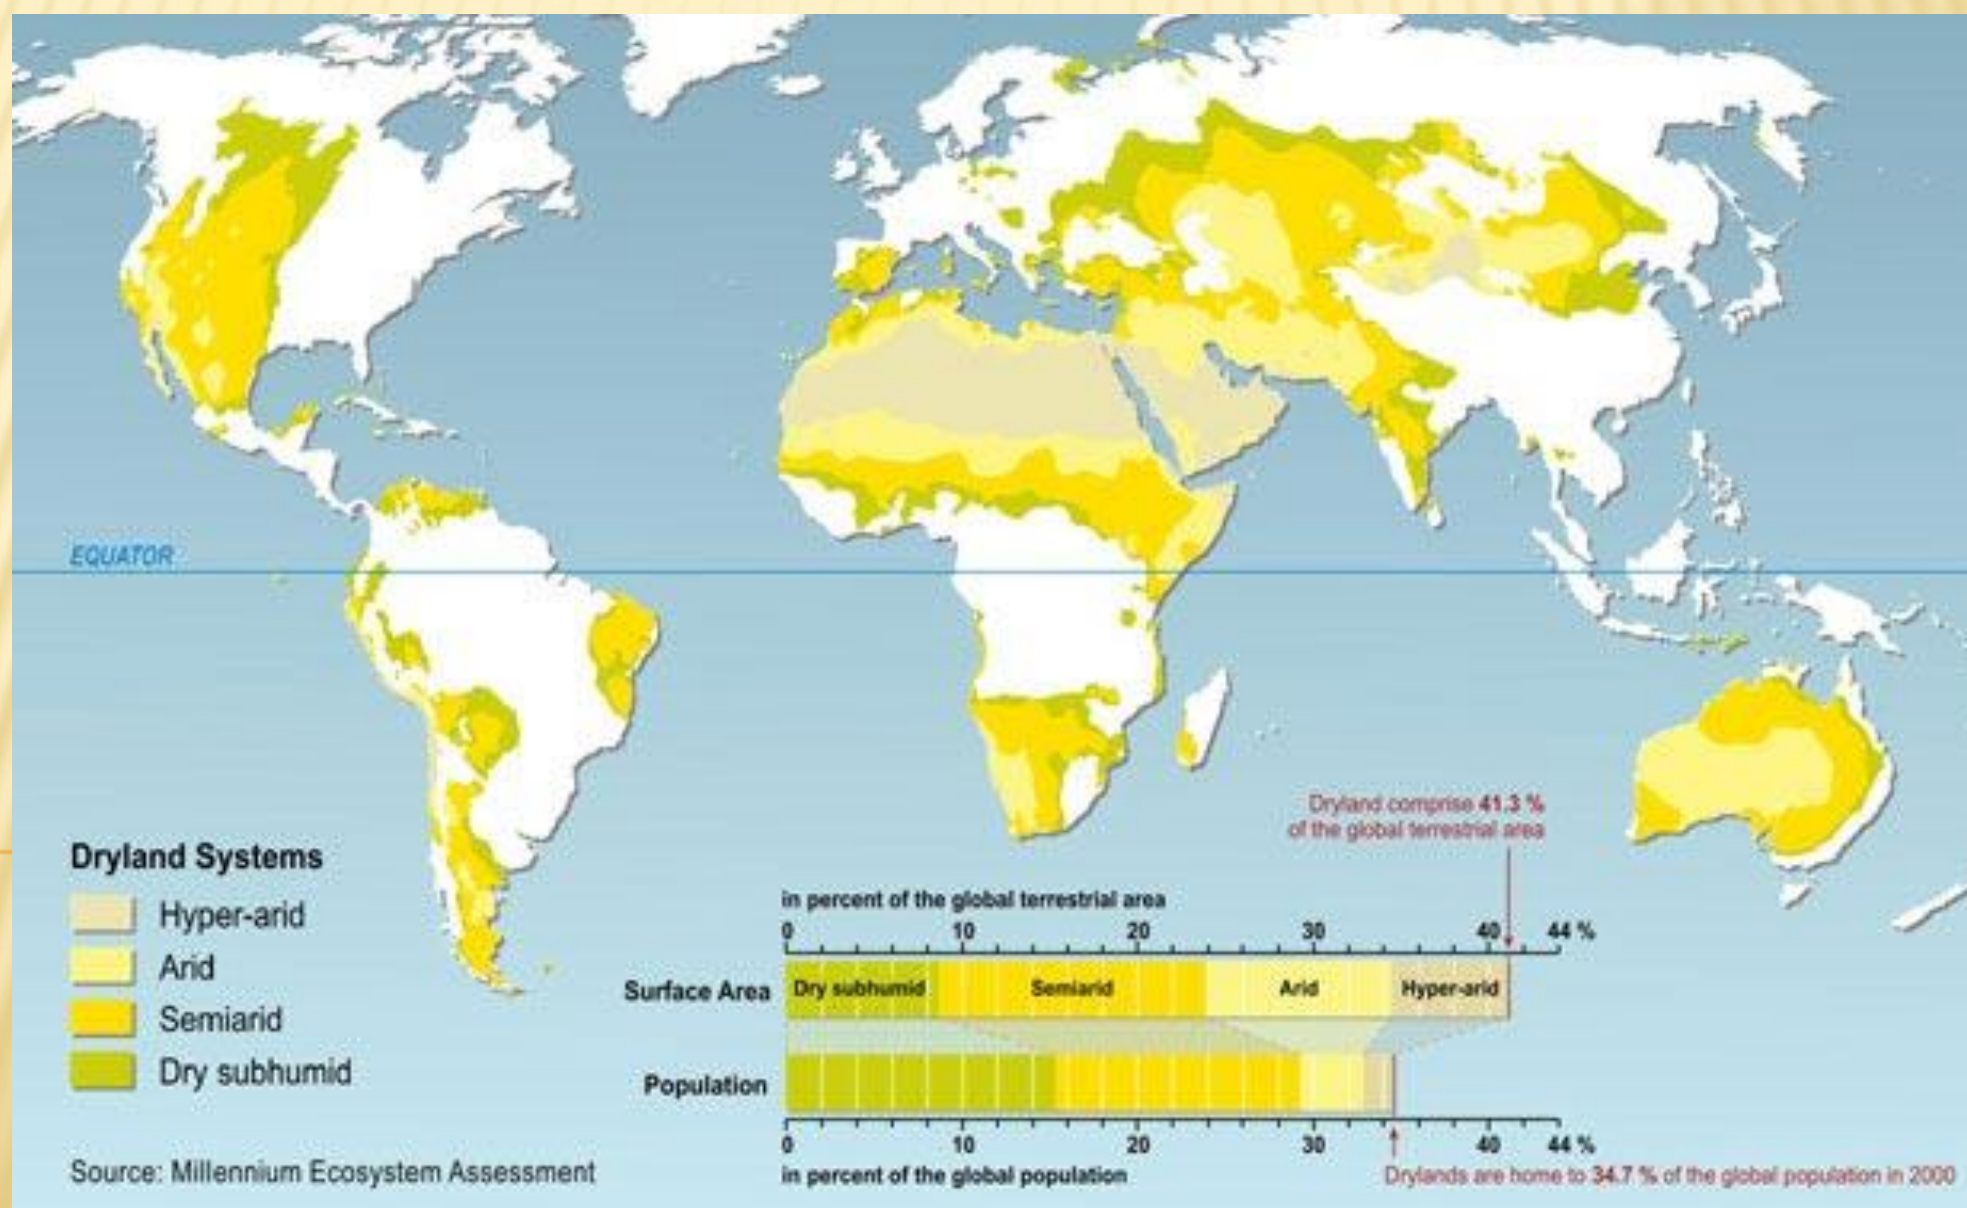 EQUATOR
Dryland Systems
Hyper-arid
Arid
Semiarid
Dry subhumid
Source: Millennium Ecosystem Assessment
Dryland comprise 41.3 %
of the global terrestrial area
in percent of the global terrestrial area
0 10 20 30 40 44 %
Surface Area Dry subhumid Semiarid Arid Hyper-arid
Population
0 10 20 30 40 44 %
in percent of the global population
Drylands are home to 34.7 % of the global population in 2000